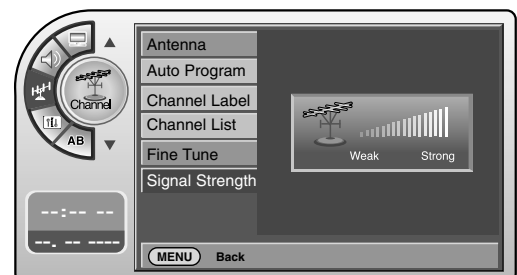 Antenna
Auto Program
Channel Label
Channel List
Fine Tune
Signal Strength
Channel
AB
Weak Strong
--:-- --
--. -- ----
MENU Back